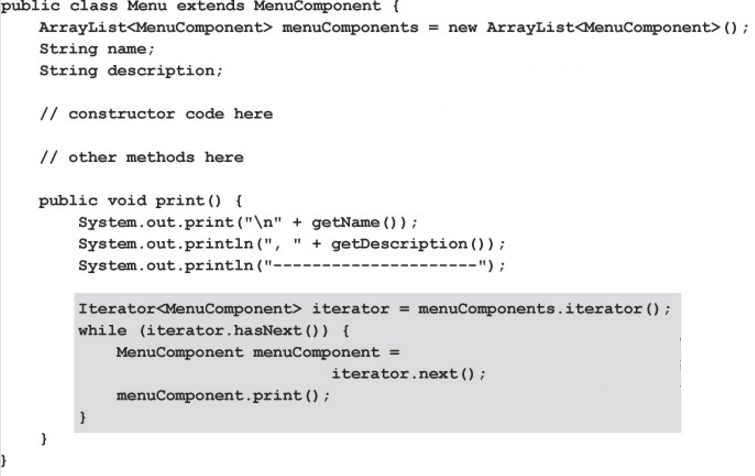 public class Menu extends MenuComponent {
ArrayList<MenuComponent> menuComponents = new ArrayList<MenuComponent>();
String name;
String description;
// constructor code here
// other methods here
public void print() {
System.out.print("\n" + getName());
System.out.println(", " + getDescription());
System.out.println("---------------------");
Iterator<MenuComponent> iterator = menuComponents.iterator();
while (iterator.hasNext()) {
MenuComponent menuComponent =
iterator.next();
menuComponent.print();
}
}
}